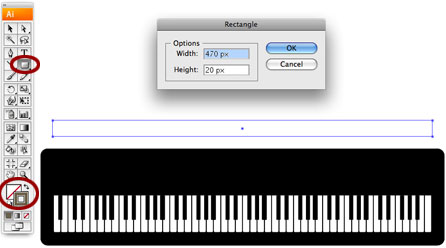 Ai
Rectangle
Options
Width: 470 px
Height: 20 px
OK
Cancel
T